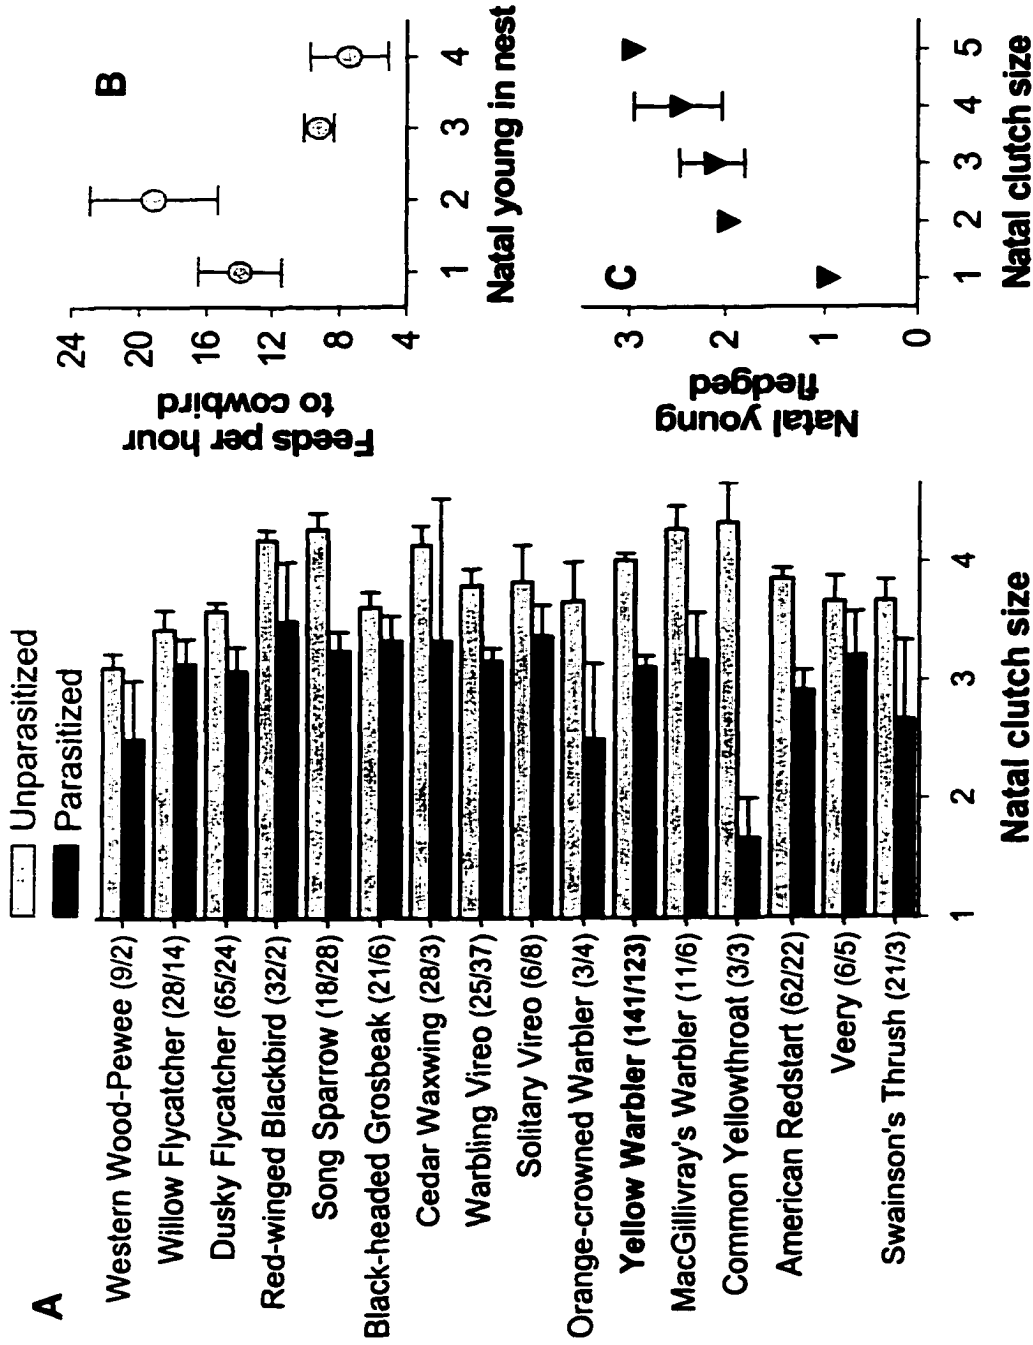 A
Unparasitized
Parasitized
Western Wood-Pewee (9/2)
Willow Flycatcher (28/14)
Dusky Flycatcher (65/24)
Red-winged Blackbird (32/2)
Song Sparrow (18/28)
Black-headed Grosbeak (21/6)
Cedar Waxwing (28/3)
Warbling Vireo (25/37)
Solitary Vireo (6/8)
Orange-crowned Warbler (3/4)
Yellow Warbler (141/123)
MacGillivray's Warbler (11/6)
Common Yellowthroat (3/3)
American Redstart (62/22)
Veery (6/5)
Swainson's Thrush (21/3)
1 2 3 4
Natal clutch size
B
Feeds per hour
to cowbird
24
20
16
12
8
4
1 2 3 4
Natal young in nest
C
Natal young
fledged
3
2
1
0
1 2 3 4 5
Natal clutch size